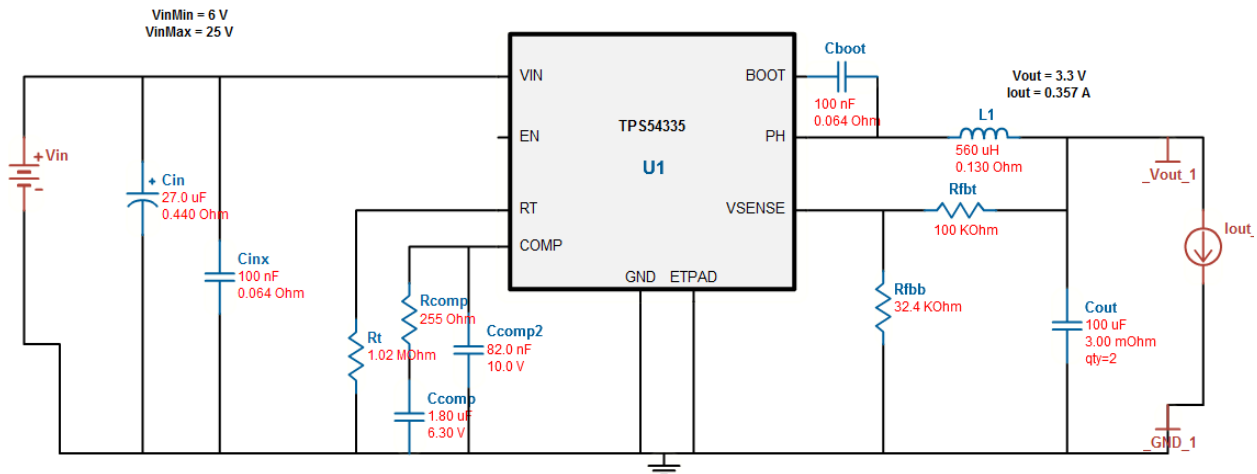 VinMin = 6 V
VinMax = 25 V
Vin
Cin
27.0 uF
0.440 Ohm
Cinx
100 nF
0.064 Ohm
Rt
1.02 MOhm
Rcomp
255 Ohm
Ccomp
1.80 uF
6.30 V
Ccomp2
82.0 nF
10.0 V
VIN
EN
RT
COMP
TPS54335
U1
GND ETPAD
BOOT
PH
VSENSE
Cboot
100 nF
0.064 Ohm
Vout = 3.3 V
Iout = 0.357 A
L1
560 uH
0.130 Ohm
Rfbt
100 KOhm
Rfbb
32.4 KOhm
Cout
100 uF
3.00 mOhm
qty=2
_Vout_1
Iout_
_GND_1